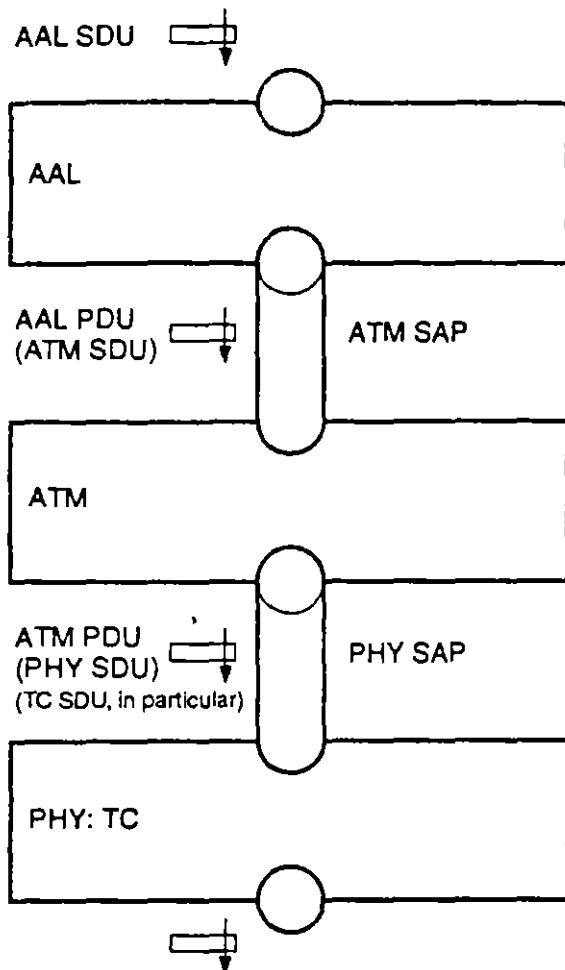 AAL SDU
AAL
AAL PDU
(ATM SDU)
ATM SAP
ATM
ATM PDU
(PHY SDU)
(TC SDU, in particular)
PHY SAP
PHY: TC